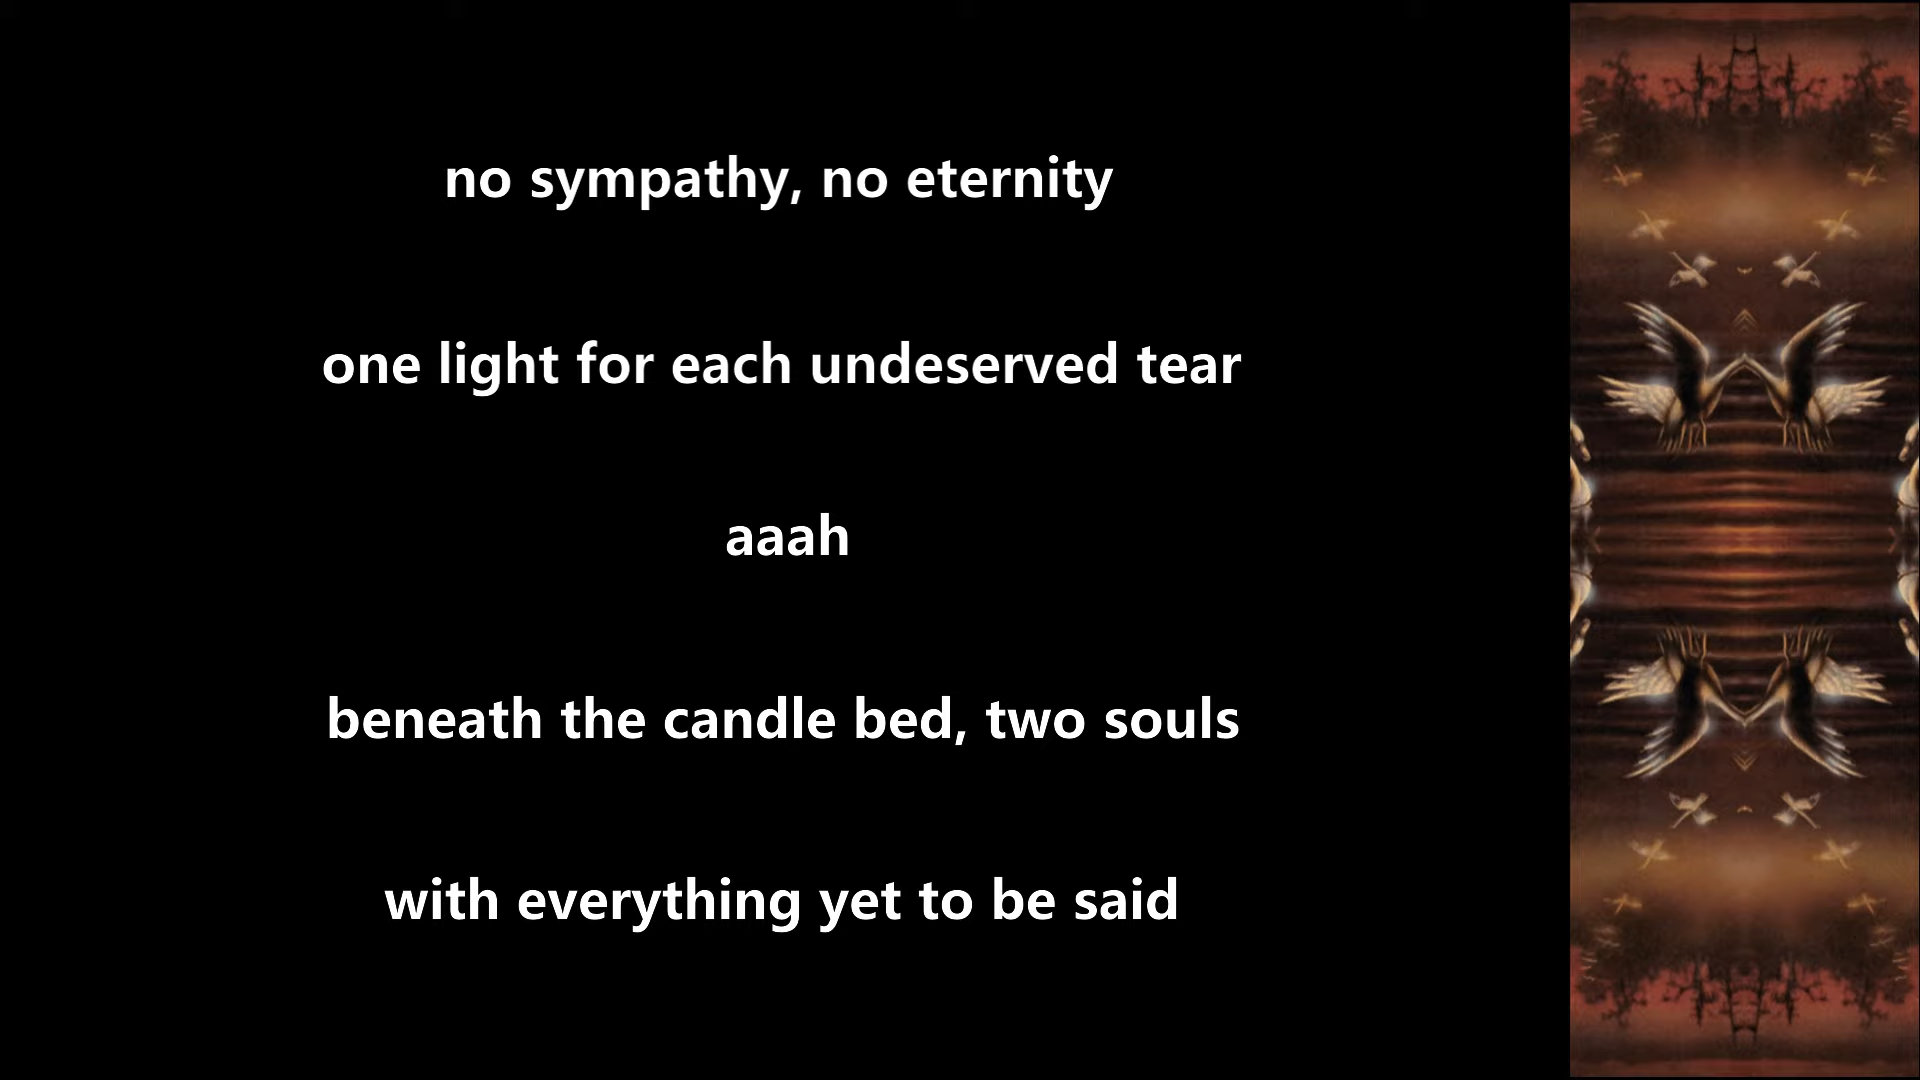 no sympathy, no eternity
one light for each undeserved tear
aaah
beneath the candle bed, two souls
with everything yet to be said